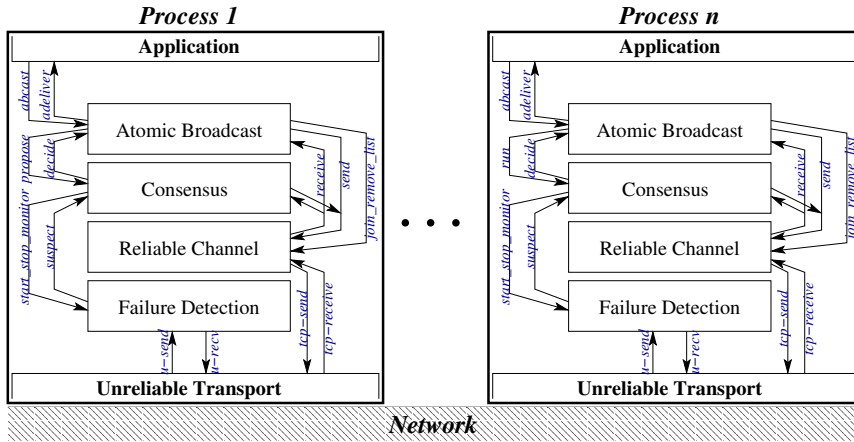 Process 1
Application
abcast
adeliver
Atomic Broadcast
propose
decide
Consensus
receive
send
join_remove_list
start_stop_monitor
suspect
Reliable Channel
Failure Detection
u-send
u-recv
tcp-send
tcp-receive
Unreliable Transport
Process n
Application
abcast
adeliver
Atomic Broadcast
run
decide
Consensus
receive
send
join_remove_list
start_stop_monitor
suspect
Reliable Channel
Failure Detection
u-send
u-recv
tcp-send
tcp-receive
Unreliable Transport
Network